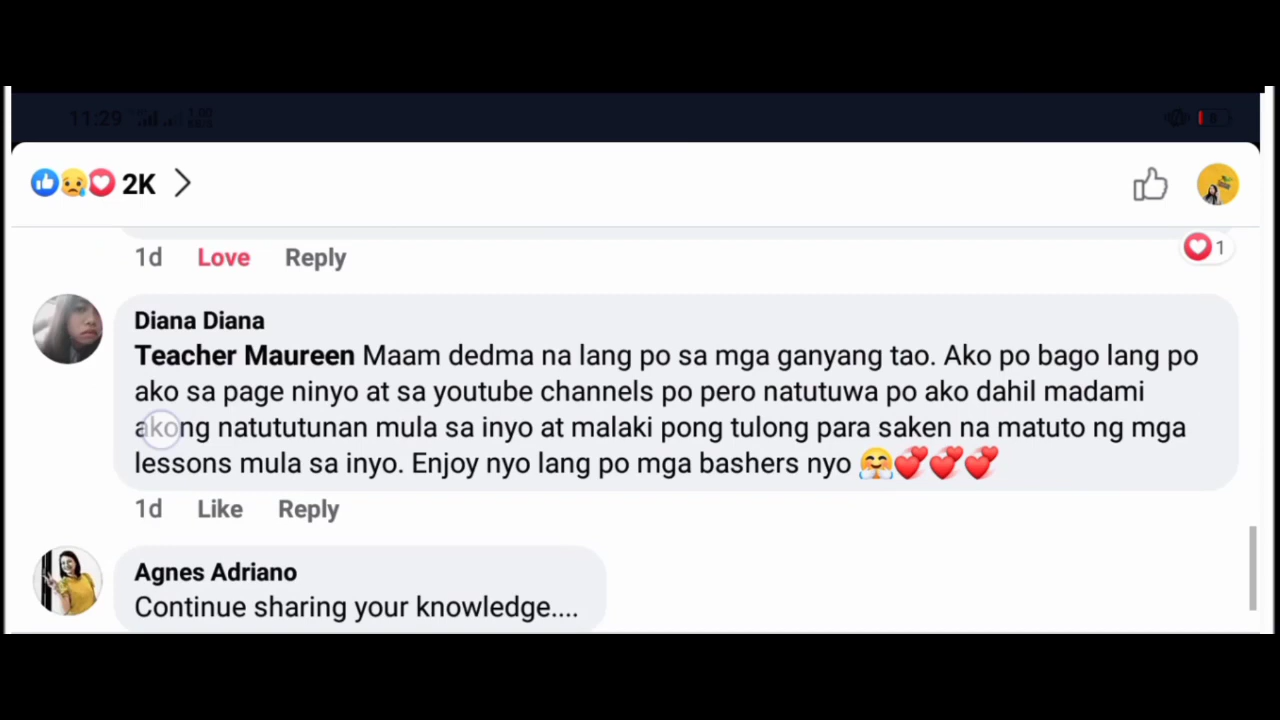 11:29
2K
1d Love Reply
1
Diana Diana
Teacher Maureen Maam dedma na lang po sa mga ganyang tao. Ako po bago lang po
ako sa page ninyo at sa youtube channels po pero natutuwa po ako dahil madami
akong natututunan mula sa inyo at malaki pong tulong para saken na matuto ng mga
lessons mula sa inyo. Enjoy nyo lang po mga bashers nyo 🤗💞💞💞
1d Like Reply
Agnes Adriano
Continue sharing your knowledge....